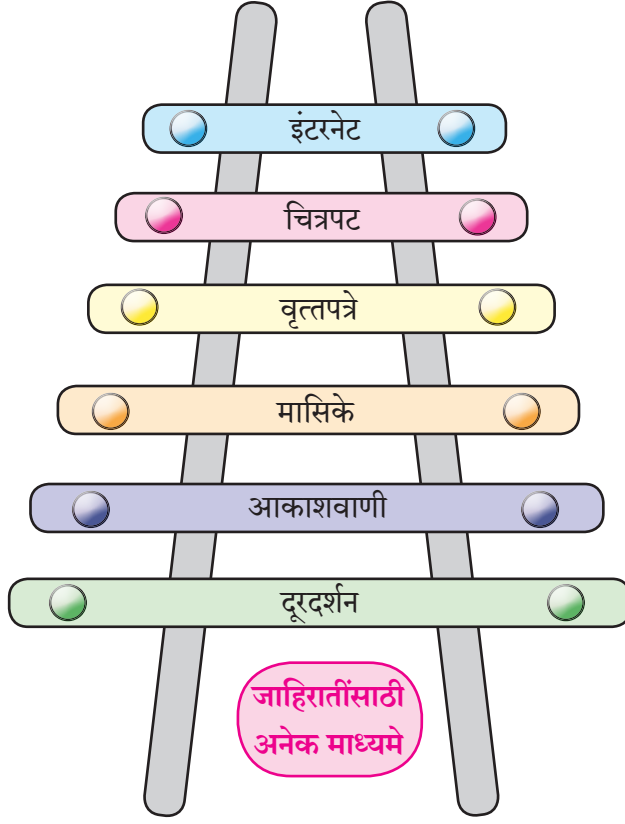 इंटरनेट
चित्रपट
वृत्तपत्रे
मासिके
आकाशवाणी
दूरदर्शन
जाहिरातींसाठी
अनेक माध्यमे